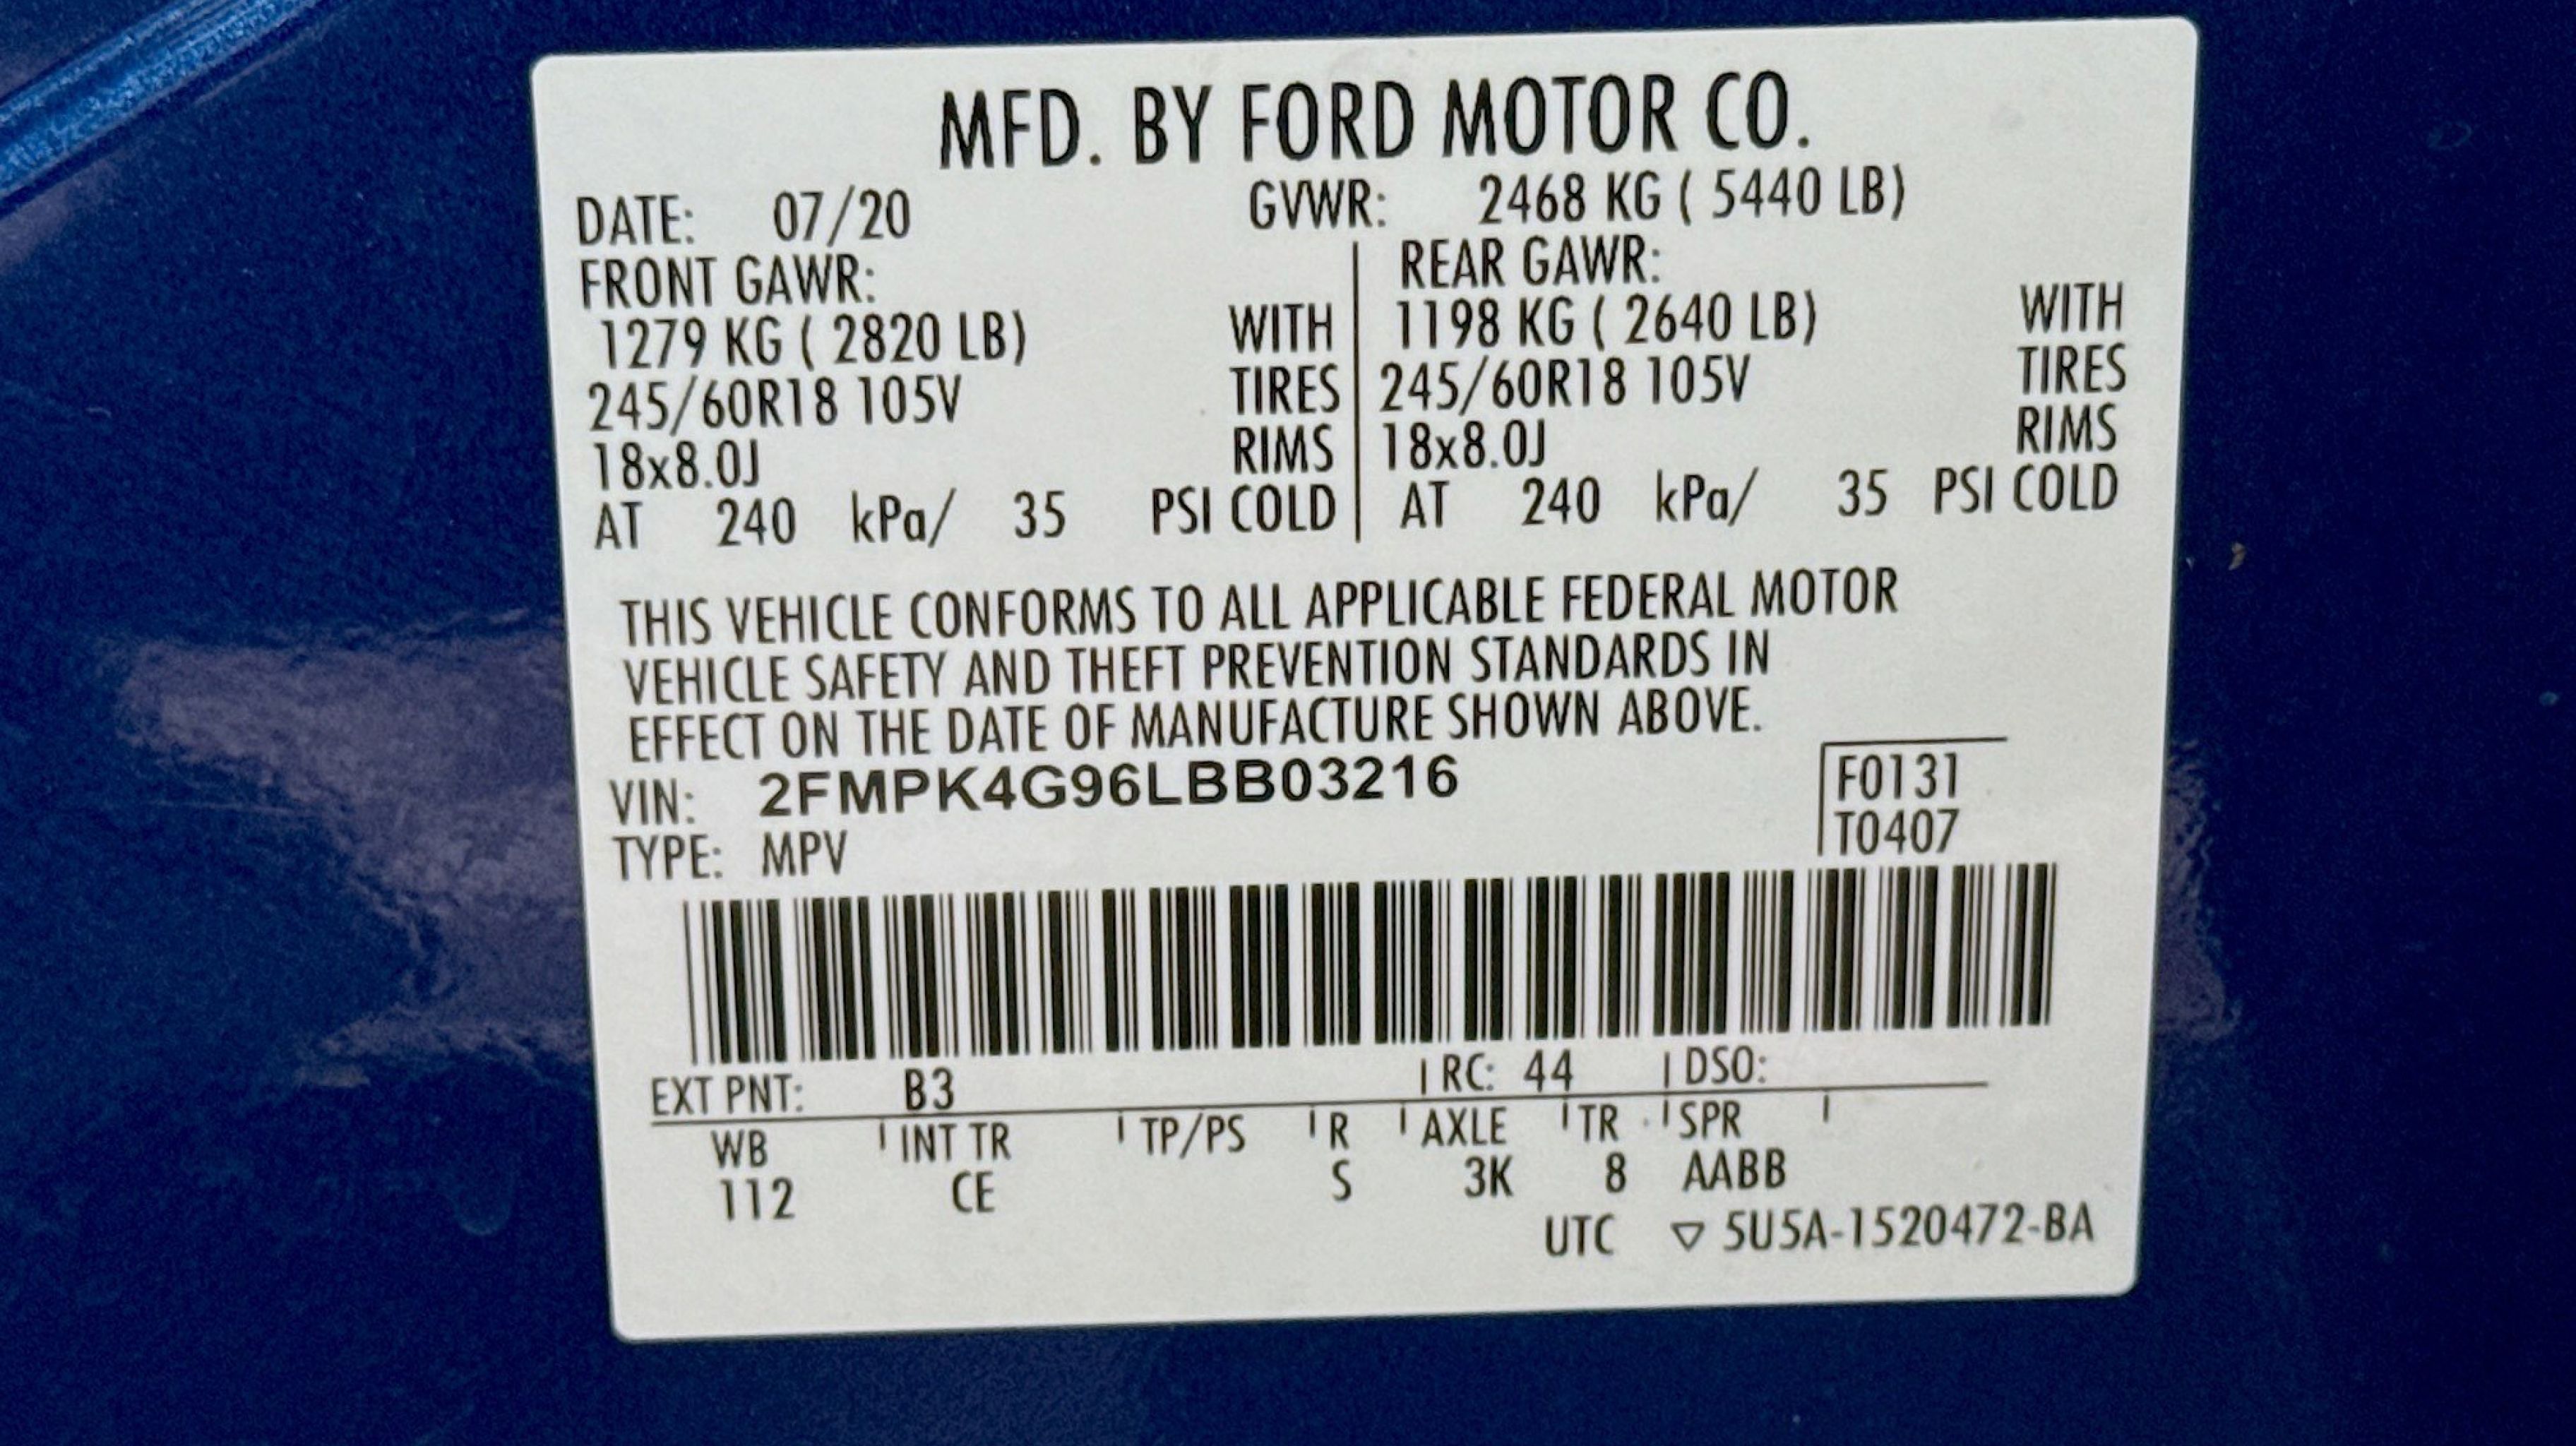 MFD. BY FORD MOTOR CO.
DATE: 07/20 GVWR: 2468 KG ( 5440 LB)
FRONT GAWR: REAR GAWR:
1279 KG ( 2820 LB) WITH 1198 KG ( 2640 LB) WITH
245/60R18 105V TIRES 245/60R18 105V TIRES
18x8.0J RIMS 18x8.0J RIMS
AT 240 kPa/ 35 PSI COLD AT 240 kPa/ 35 PSI COLD
THIS VEHICLE CONFORMS TO ALL APPLICABLE FEDERAL MOTOR
VEHICLE SAFETY AND THEFT PREVENTION STANDARDS IN
EFFECT ON THE DATE OF MANUFACTURE SHOWN ABOVE.
VIN: 2FMPK4G96LBB03216 F0131
TYPE: MPV T0407
EXT PNT: B3 RC: 44 DSO:
WB INT TR TP/PS R AXLE TR SPR
112 CE S 3K 8 AABB
UTC ▽ 5U5A-1520472-BA